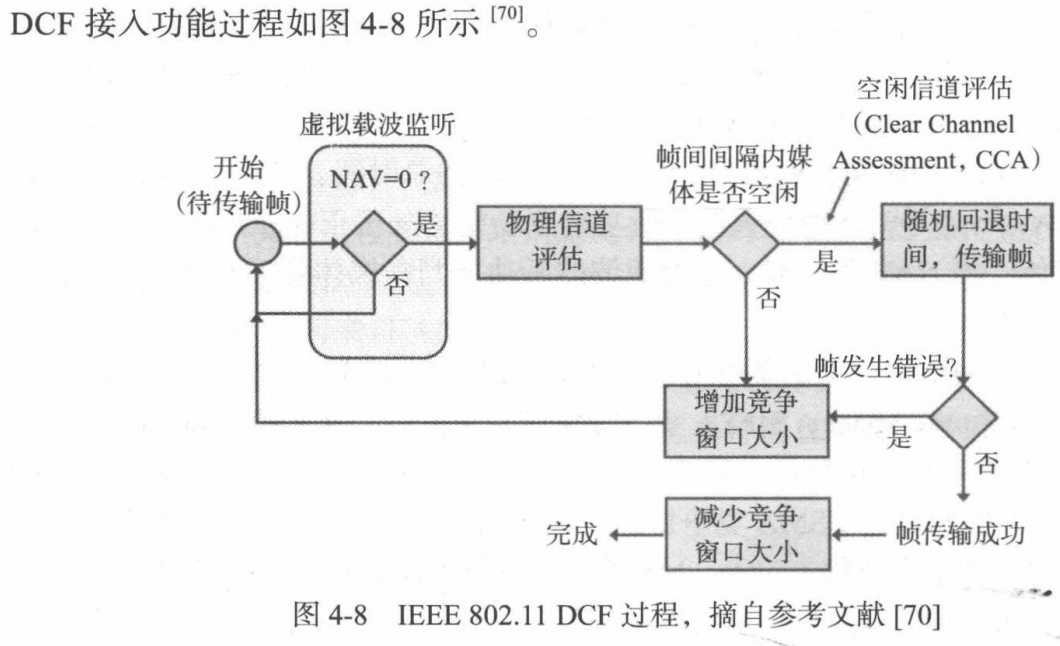 DCF 接入功能过程如图 4-8 所示 [70]。
空闲信道评估
（Clear Channel
Assessment，CCA）
虚拟载波监听
开始
（待传输帧）
NAV=0？
是
否
物理信道
评估
帧间间隔内媒
体是否空闲
是
否
随机回退时
间，传输帧
帧发生错误？
是
否
增加竞争
窗口大小
帧传输成功
减少竞争
窗口大小
完成
图 4-8 IEEE 802.11 DCF 过程，摘自参考文献 [70]